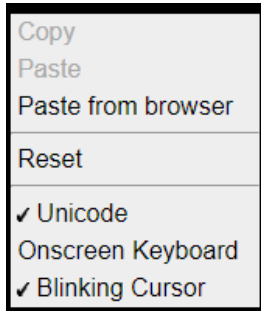 Copy
Paste
Paste from browser
Reset
✓ Unicode
Onscreen Keyboard
✓ Blinking Cursor